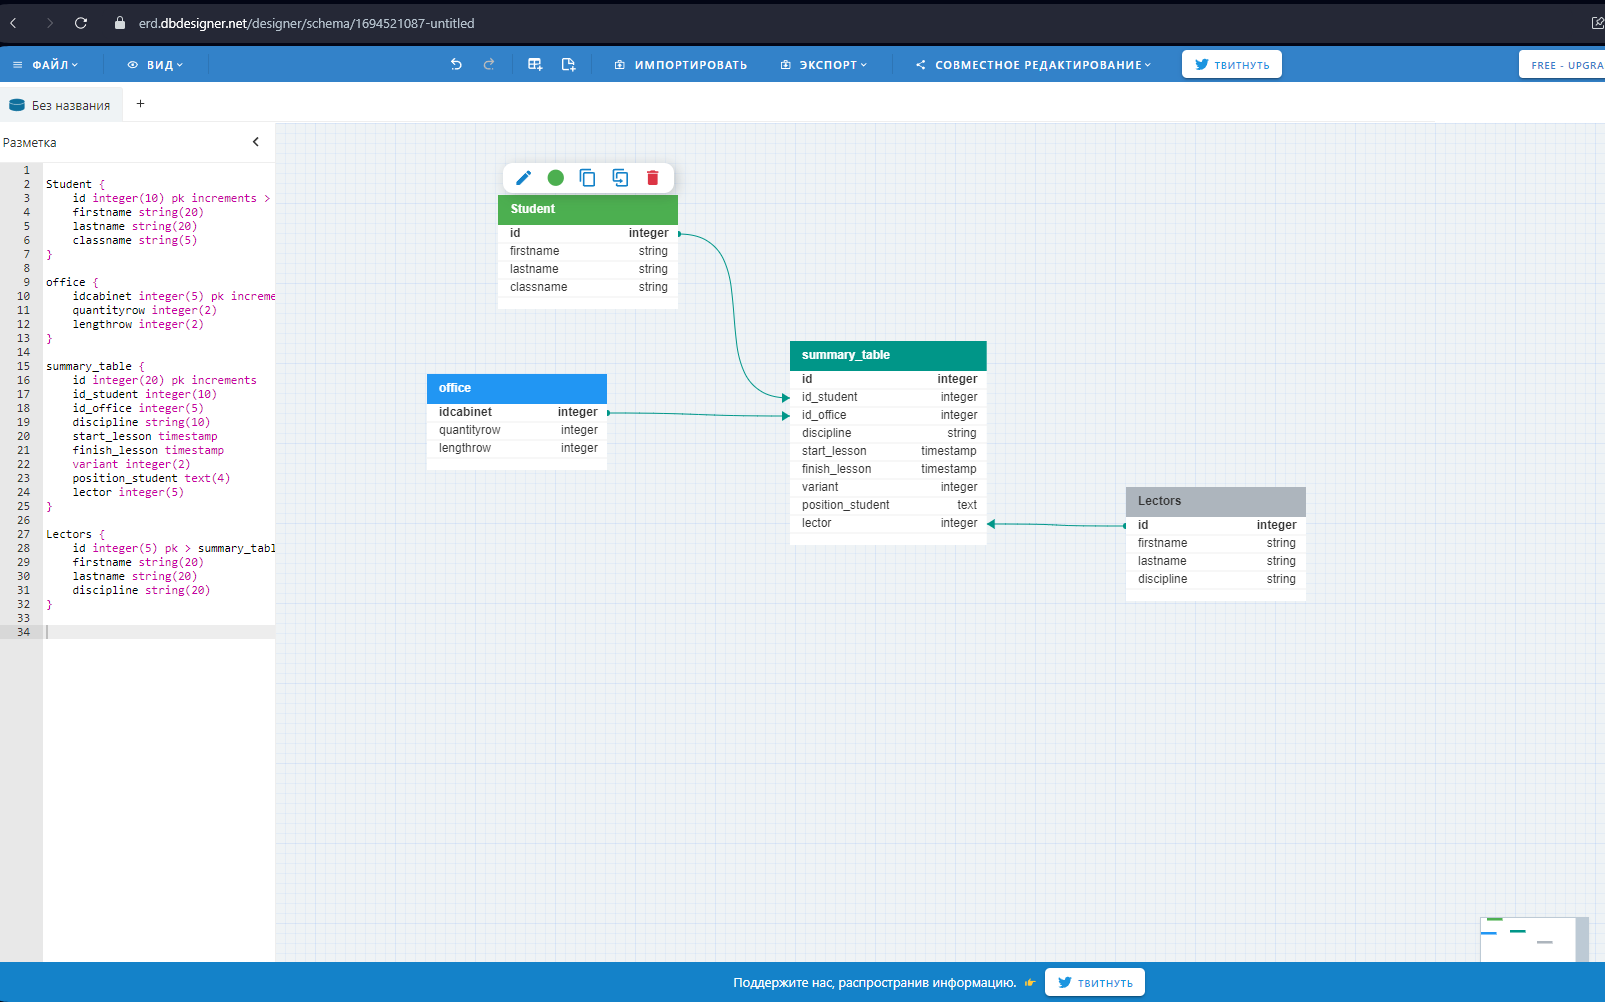 erd.dbdesigner.net/designer/schema/1694521087-untitled
ФАЙЛ ВИД ИМПОРТИРОВАТЬ ЭКСПОРТ СОВМЕСТНОЕ РЕДАКТИРОВАНИЕ ТВИТНУТЬ FREE - UPGRA
Без названия +
Разметка
1
2 Student {
3 id integer(10) pk increments >
4 firstname string(20)
5 lastname string(20)
6 classname string(5)
7 }
8
9 office {
10 idcabinet integer(5) pk increme
11 quantityrow integer(2)
12 lengthrow integer(2)
13 }
14
15 summary_table {
16 id integer(20) pk increments
17 id_student integer(10)
18 id_office integer(5)
19 discipline string(10)
20 start_lesson timestamp
21 finish_lesson timestamp
22 variant integer(2)
23 position_student text(4)
24 lector integer(5)
25 }
26
27 Lectors {
28 id integer(5) pk > summary_tabl
29 firstname string(20)
30 lastname string(20)
31 discipline string(20)
32 }
33
34
Student
id integer
firstname string
lastname string
classname string
office
idcabinet integer
quantityrow integer
lengthrow integer
summary_table
id integer
id_student integer
id_office integer
discipline string
start_lesson timestamp
finish_lesson timestamp
variant integer
position_student text
lector integer
Lectors
id integer
firstname string
lastname string
discipline string
Поддержите нас, распространив информацию. 👉 ТВИТНУТЬ